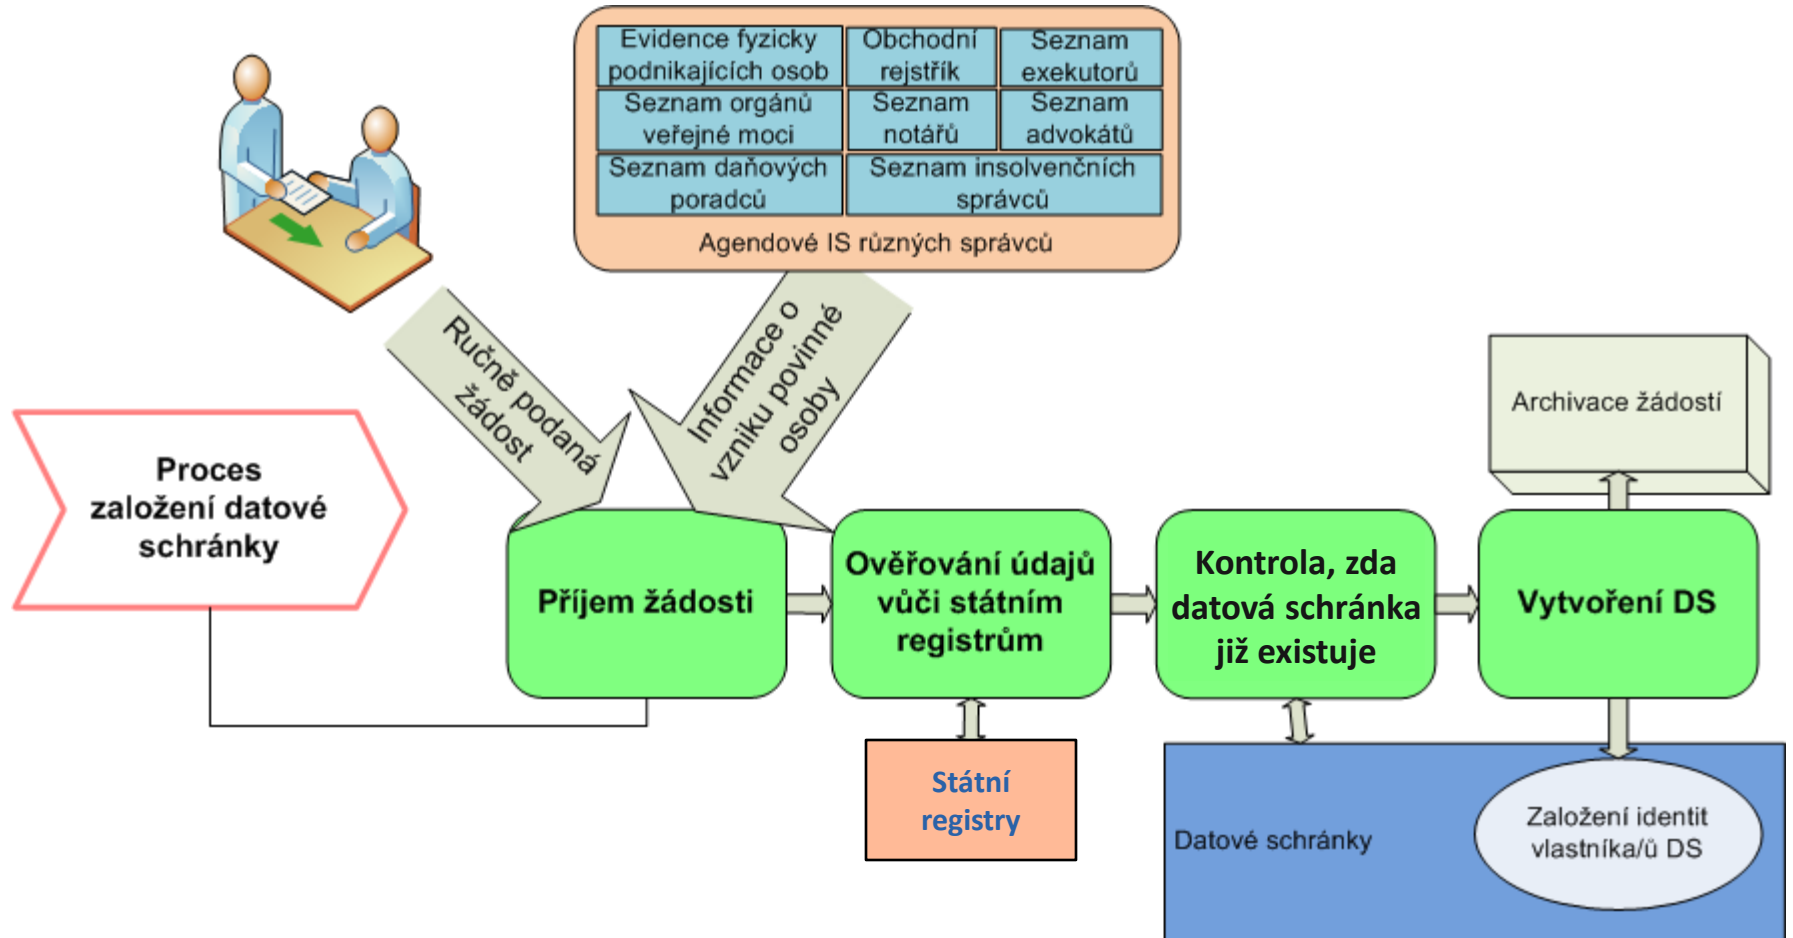 Evidence fyzicky
podnikajících osob
Obchodní
rejstřík
Seznam
exekutorů
Seznam orgánů
veřejné moci
Seznam
notářů
Seznam
advokátů
Seznam daňových
poradců
Seznam insolvenčních
správců
Agendové IS různých správců
Ručně podaná
žádost
Informace o
vzniku povinné
osoby
Proces
založení datové
schránky
Příjem žádosti
Ověřování údajů
vůči státním
registrům
Kontrola, zda
datová schránka
již existuje
Vytvoření DS
Archivace žádostí
Státní
registry
Datové schránky
Založení identit
vlastníka/ů DS